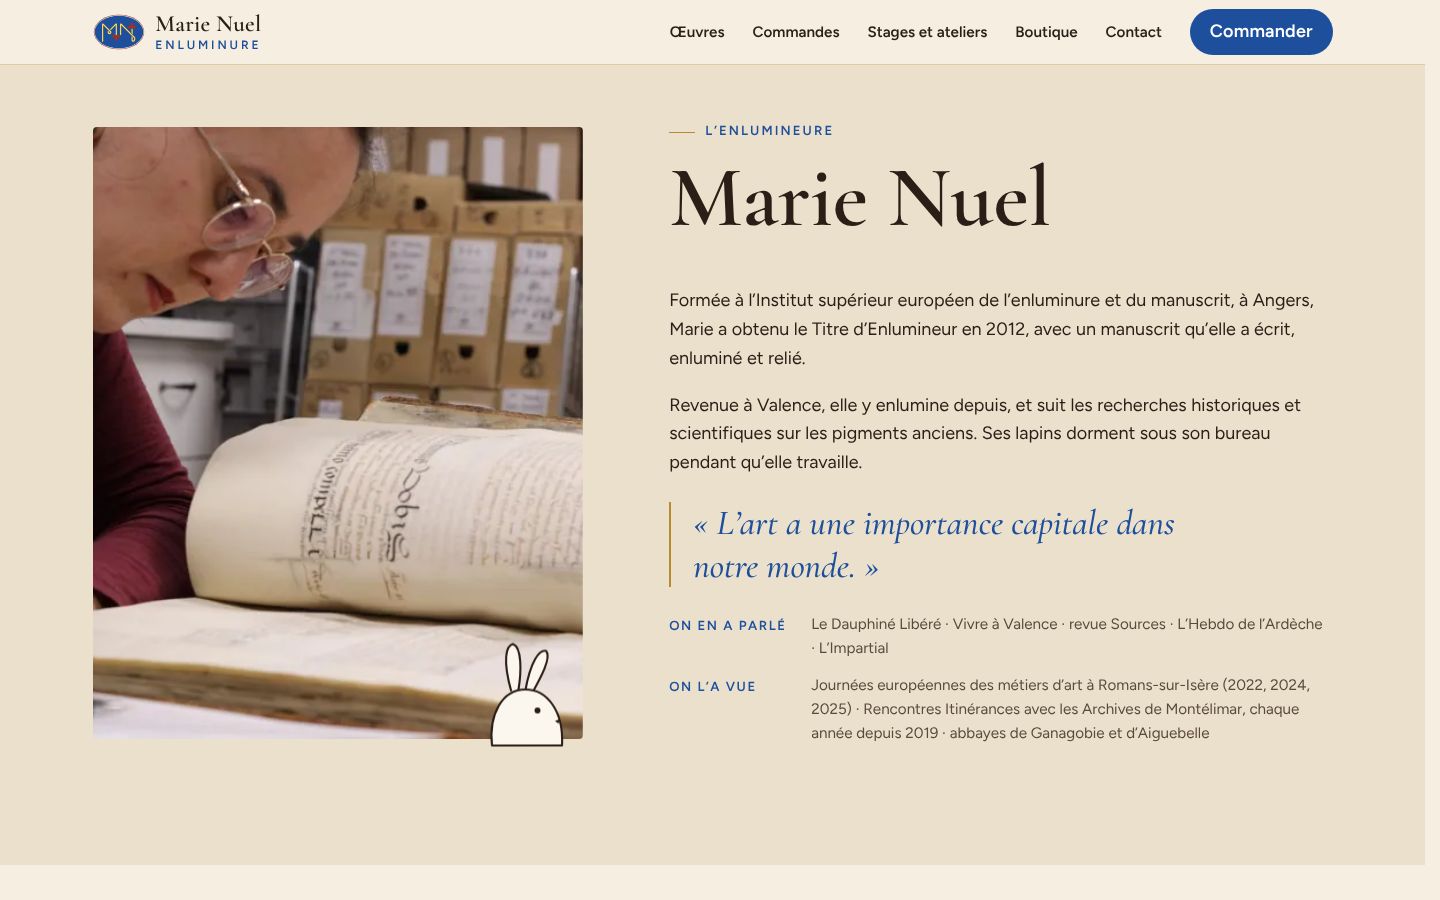 Marie Nuel
ENLUMINURE
Œuvres
Commandes
Stages et ateliers
Boutique
Contact
Commander
L’ENLUMINEURE
Marie Nuel
Formée à l’Institut supérieur européen de l’enluminure et du manuscrit, à Angers,
Marie a obtenu le Titre d’Enlumineur en 2012, avec un manuscrit qu’elle a écrit,
enluminé et relié.
Revenue à Valence, elle y enlumine depuis, et suit les recherches historiques et
scientifiques sur les pigments anciens. Ses lapins dorment sous son bureau
pendant qu’elle travaille.
« L’art a une importance capitale dans
notre monde. »
ON EN A PARLÉ
Le Dauphiné Libéré · Vivre à Valence · revue Sources · L’Hebdo de l’Ardèche
· L’Impartial
ON L’A VUE
Journées européennes des métiers d’art à Romans-sur-Isère (2022, 2024,
2025) · Rencontres Itinérances avec les Archives de Montélimar, chaque
année depuis 2019 · abbayes de Ganagobie et d’Aiguebelle